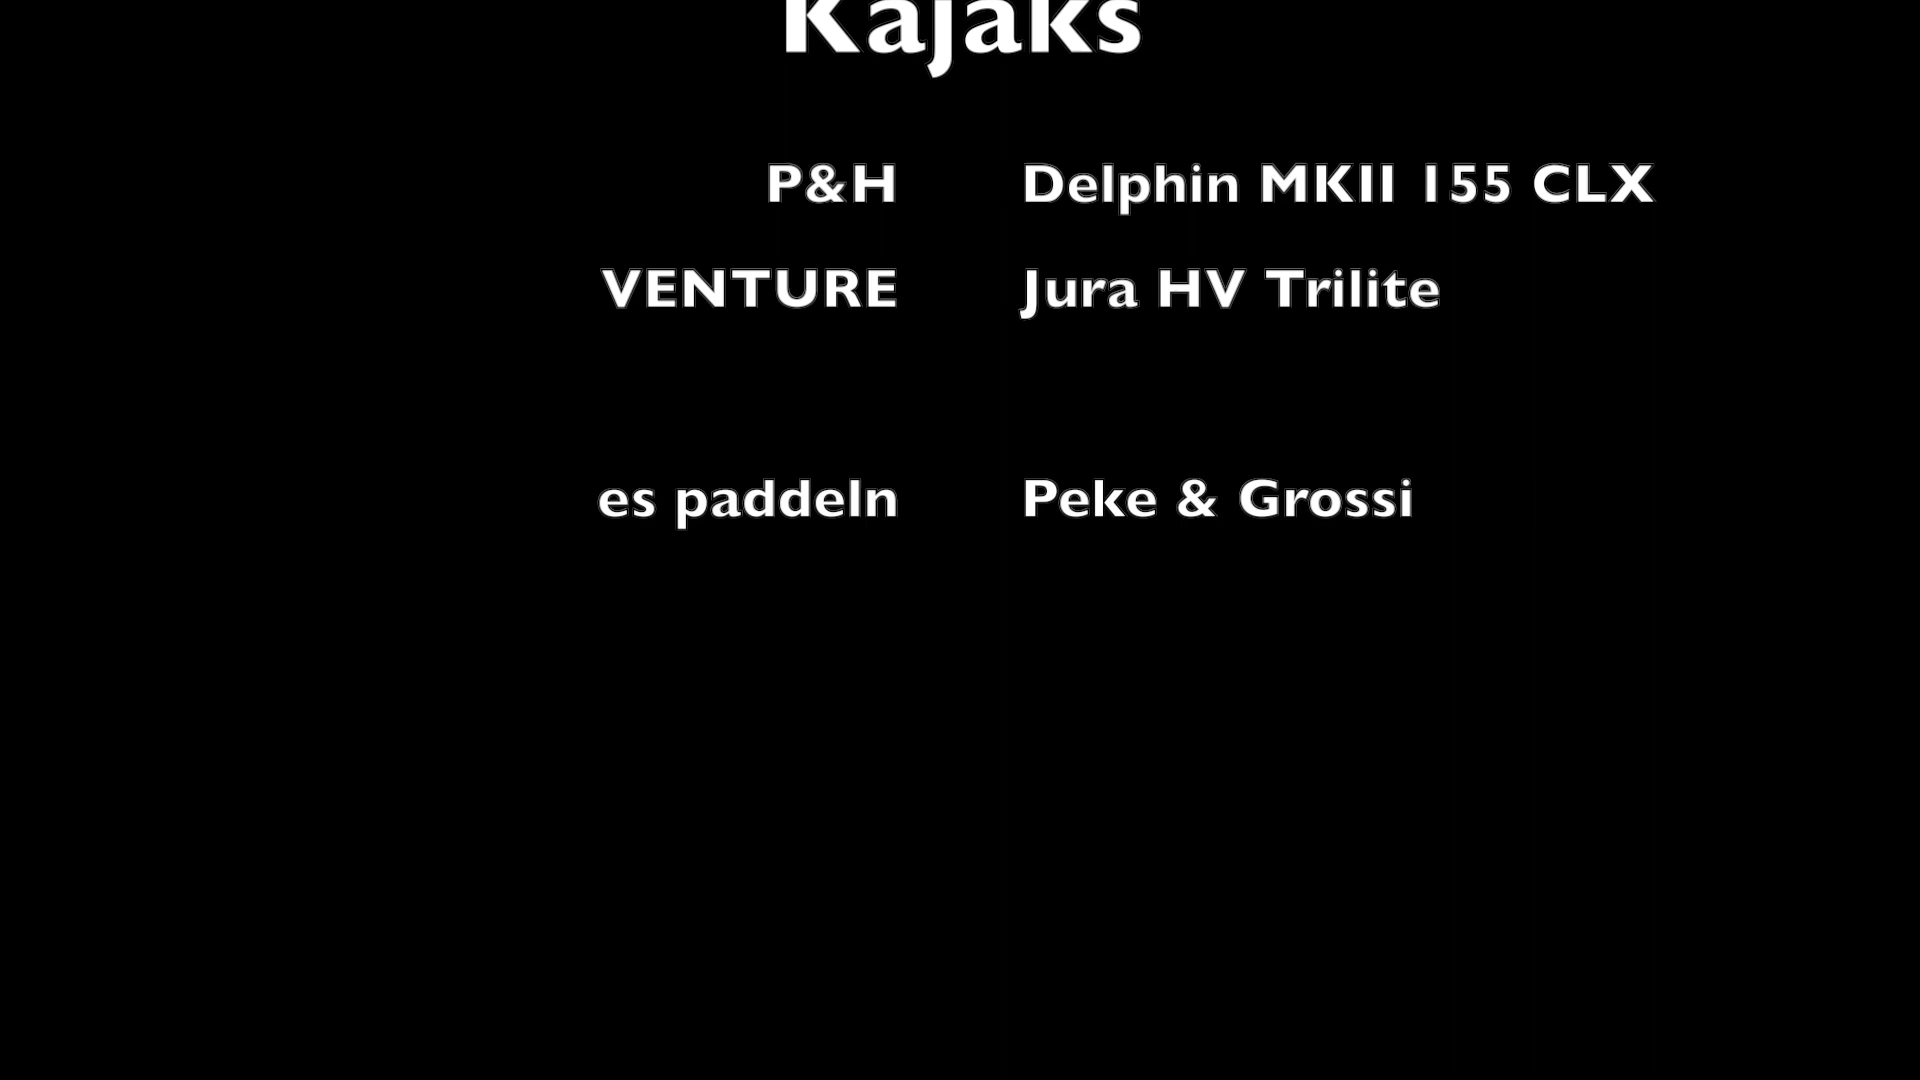 Kajaks
P&H Delphin MKII 155 CLX
VENTURE Jura HV Trilite
es paddeln Peke & Grossi